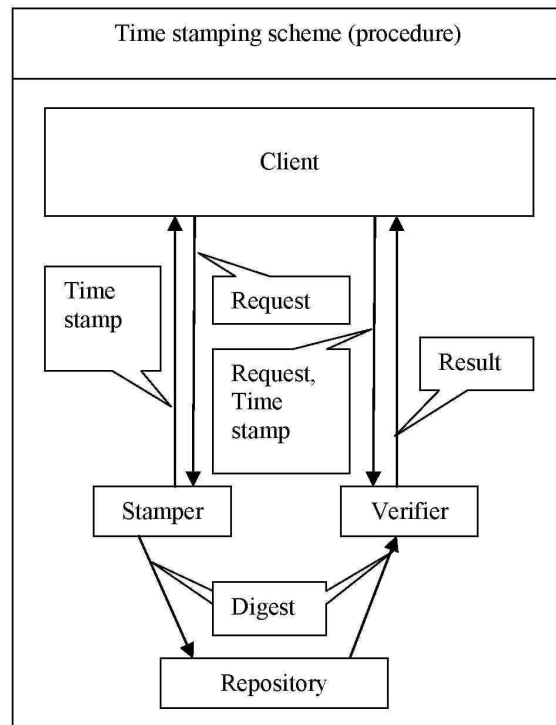 Time stamping scheme (procedure)
Client
Time
stamp
Request
Request,
Time
stamp
Result
Stamper
Verifier
Digest
Repository